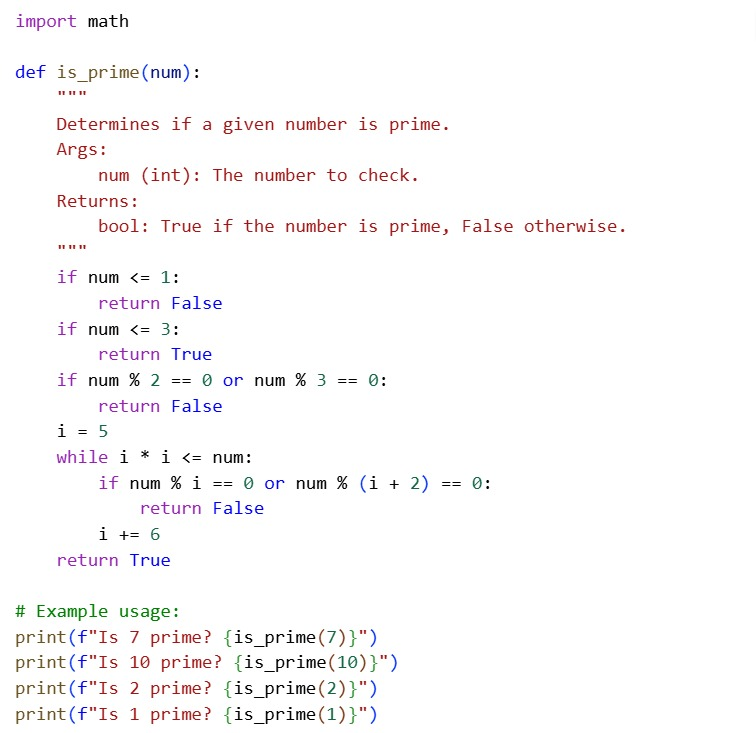 import math
def is_prime(num):
    """
    Determines if a given number is prime.
    Args:
        num (int): The number to check.
    Returns:
        bool: True if the number is prime, False otherwise.
    """
    if num <= 1:
        return False
    if num <= 3:
        return True
    if num % 2 == 0 or num % 3 == 0:
        return False
    i = 5
    while i * i <= num:
        if num % i == 0 or num % (i + 2) == 0:
            return False
        i += 6
    return True
# Example usage:
print(f"Is 7 prime? {is_prime(7)}")
print(f"Is 10 prime? {is_prime(10)}")
print(f"Is 2 prime? {is_prime(2)}")
print(f"Is 1 prime? {is_prime(1)}")